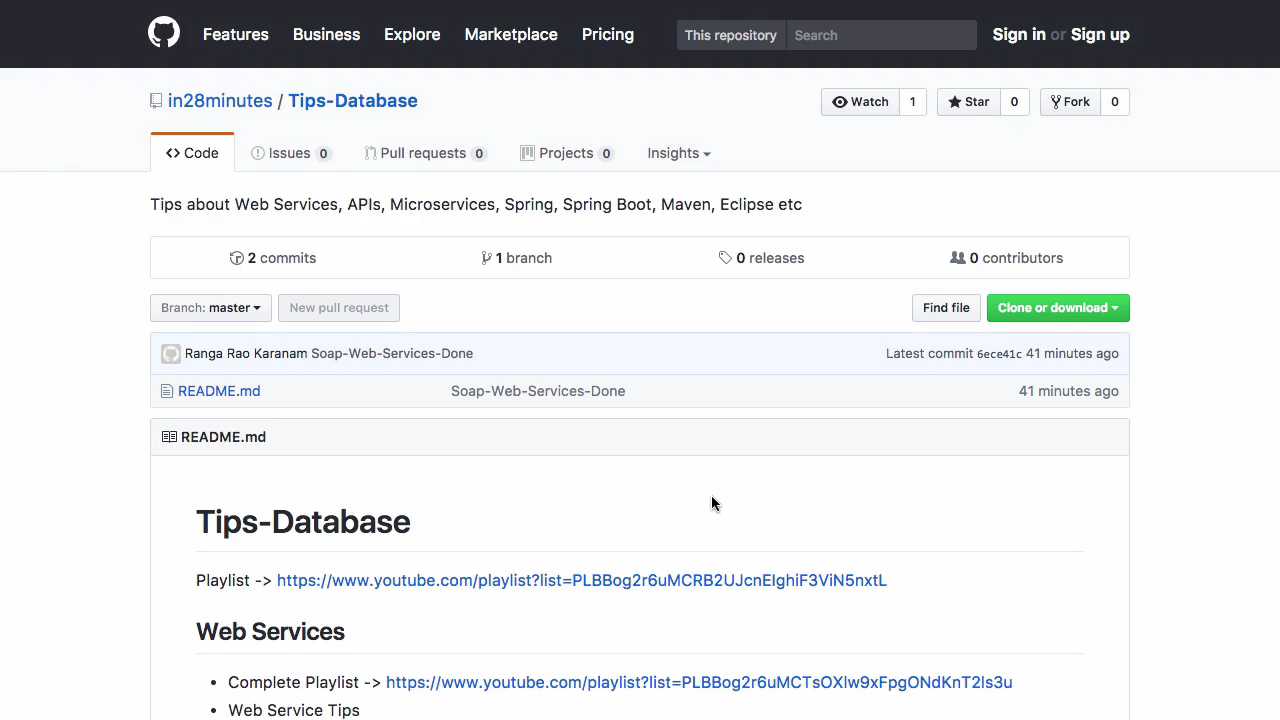 Features Business Explore Marketplace Pricing This repository Search Sign in or Sign up
in28minutes / Tips-Database Watch 1 Star 0 Fork 0
Code Issues 0 Pull requests 0 Projects 0 Insights
Tips about Web Services, APIs, Microservices, Spring, Spring Boot, Maven, Eclipse etc
2 commits 1 branch 0 releases 0 contributors
Branch: master New pull request Find file Clone or download
Ranga Rao Karanam Soap-Web-Services-Done Latest commit 6ece41c 41 minutes ago
README.md Soap-Web-Services-Done 41 minutes ago
README.md
Tips-Database
Playlist -> https://www.youtube.com/playlist?list=PLBBog2r6uMCRB2UJcnEIghiF3ViN5nxtL
Web Services
• Complete Playlist -> https://www.youtube.com/playlist?list=PLBBog2r6uMCTsOXlw9xFpgONdKnT2ls3u
• Web Service Tips